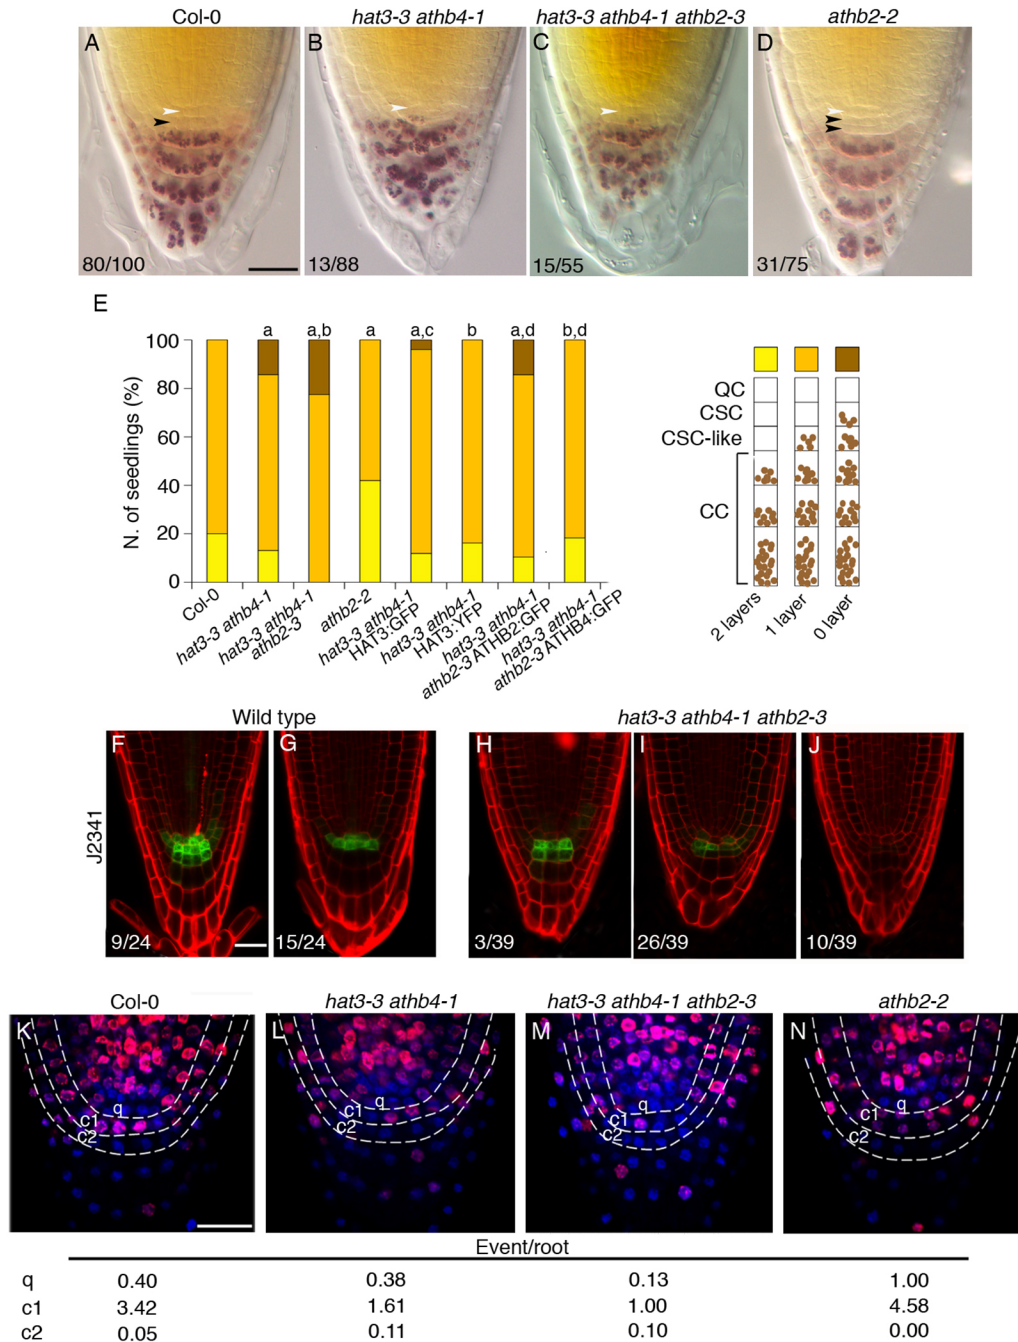 Col-0 hat3-3 athb4-1 hat3-3 athb4-1 athb2-3 athb2-2
A B C D
80/100 13/88 15/55 31/75
E
a a,b a a,c b a,d b,d
100
80
60
40
20
0
N. of seedlings (%)
Col-0
hat3-3 athb4-1
hat3-3 athb4-1
athb2-3
athb2-2
hat3-3 athb4-1
HAT3:GFP
hat3-3 athb4-1
HAT3:YFP
hat3-3 athb4-1
athb2-3 ATHB2:GFP
hat3-3 athb4-1
athb2-3 ATHB4:GFP
QC
CSC
CSC-like
CC
2 layers
1 layer
0 layer
Wild type hat3-3 athb4-1 athb2-3
F G H I J
J2341
9/24 15/24 3/39 26/39 10/39
Col-0 hat3-3 athb4-1 hat3-3 athb4-1 athb2-3 athb2-2
K L M N
q q q q
c1 c1 c1 c1
c2 c2 c2 c2
Event/root
q 0.40 0.38 0.13 1.00
c1 3.42 1.61 1.00 4.58
c2 0.05 0.11 0.10 0.00